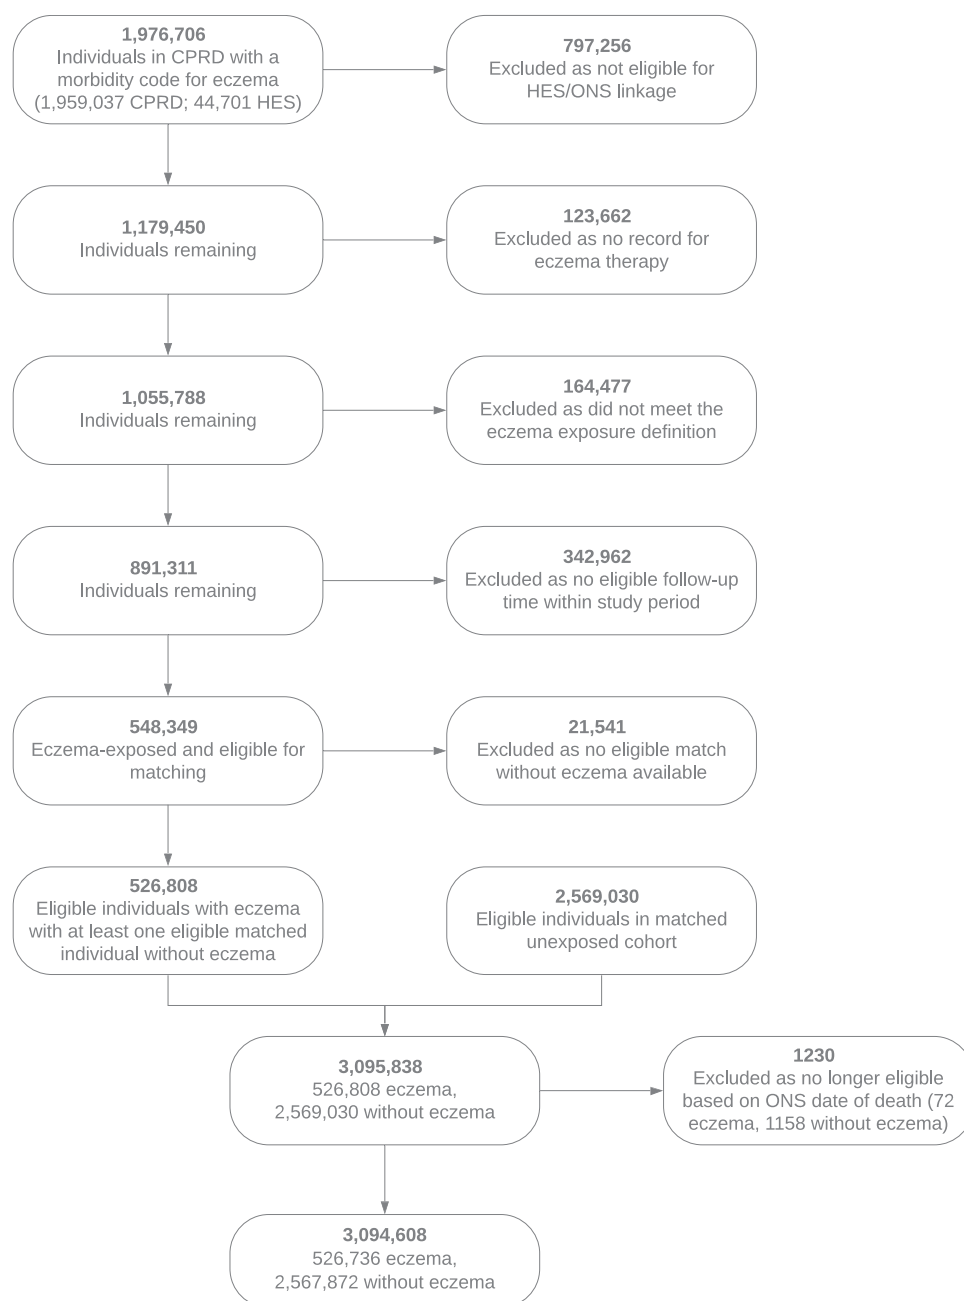 1,976,706
Individuals in CPRD with a
morbidity code for eczema
(1,959,037 CPRD; 44,701 HES)
797,256
Excluded as not eligible for
HES/ONS linkage
1,179,450
Individuals remaining
123,662
Excluded as no record for
eczema therapy
1,055,788
Individuals remaining
164,477
Excluded as did not meet the
eczema exposure definition
891,311
Individuals remaining
342,962
Excluded as no eligible follow-up
time within study period
548,349
Eczema-exposed and eligible for
matching
21,541
Excluded as no eligible match
without eczema available
526,808
Eligible individuals with eczema
with at least one eligible matched
individual without eczema
2,569,030
Eligible individuals in matched
unexposed cohort
3,095,838
526,808 eczema,
2,569,030 without eczema
1230
Excluded as no longer eligible
based on ONS date of death (72
eczema, 1158 without eczema)
3,094,608
526,736 eczema,
2,567,872 without eczema